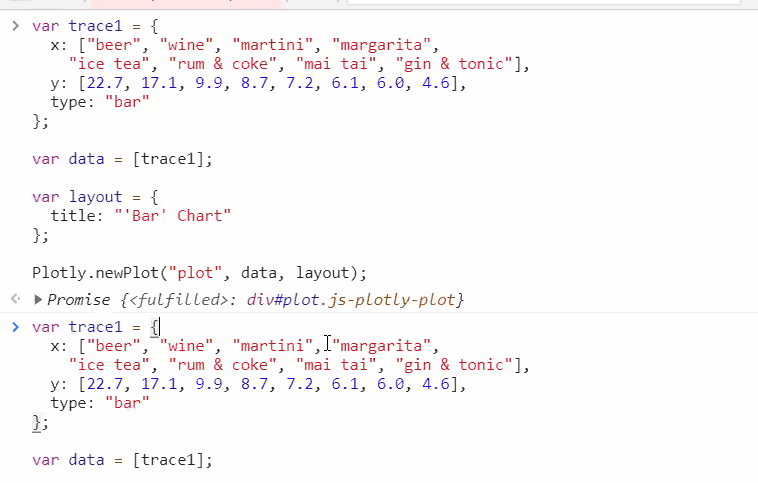 var trace1 = {
x: ["beer", "wine", "martini", "margarita",
"ice tea", "rum & coke", "mai tai", "gin & tonic"],
y: [22.7, 17.1, 9.9, 8.7, 7.2, 6.1, 6.0, 4.6],
type: "bar"
};
var data = [trace1];
var layout = {
title: "'Bar' Chart"
};
Plotly.newPlot("plot", data, layout);
Promise {<fulfilled>: div#plot.js-plotly-plot}
var trace1 = {
x: ["beer", "wine", "martini", "margarita",
"ice tea", "rum & coke", "mai tai", "gin & tonic"],
y: [22.7, 17.1, 9.9, 8.7, 7.2, 6.1, 6.0, 4.6],
type: "bar"
};
var data = [trace1];